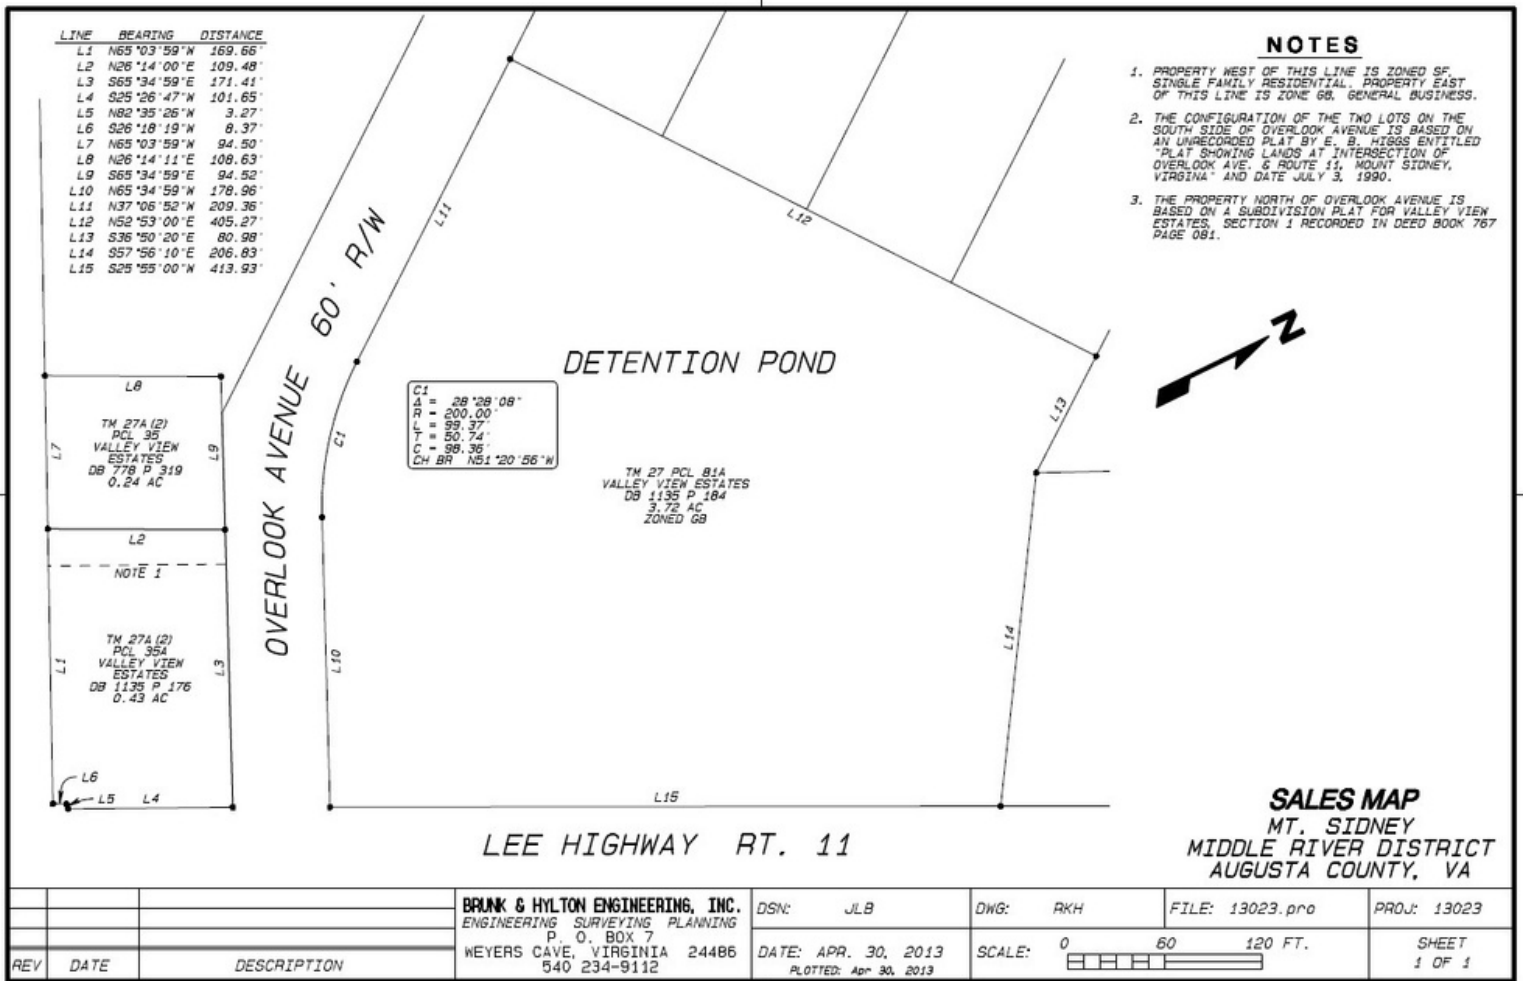 LINE BEARING DISTANCE
L1 N65°03'59"W 169.66'
L2 N26°14'00"E 109.48'
L3 S65°34'59"E 171.41'
L4 S25°26'47"W 101.65'
L5 N82°35'26"W 3.27'
L6 S26°18'19"W 8.37'
L7 N65°03'59"W 94.50'
L8 N26°14'11"E 108.63'
L9 S65°34'59"E 94.52'
L10 N65°34'59"W 178.96'
L11 N37°06'52"W 209.36'
L12 N52°53'00"E 405.27'
L13 S36°50'20"E 80.98'
L14 S57°56'10"E 206.83'
L15 S25°55'00"W 413.93'
NOTES
1. PROPERTY WEST OF THIS LINE IS ZONED SF,
SINGLE FAMILY RESIDENTIAL. PROPERTY EAST
OF THIS LINE IS ZONE GB, GENERAL BUSINESS.
2. THE CONFIGURATION OF THE TWO LOTS ON THE
SOUTH SIDE OF OVERLOOK AVENUE IS BASED ON
AN UNRECORDED PLAT BY E. B. HIGGS ENTITLED
"PLAT SHOWING LANDS AT INTERSECTION OF
OVERLOOK AVE. & ROUTE 11, MOUNT SIDNEY,
VIRGINA" AND DATE JULY 3, 1990.
3. THE PROPERTY NORTH OF OVERLOOK AVENUE IS
BASED ON A SUBDIVISION PLAT FOR VALLEY VIEW
ESTATES, SECTION 1 RECORDED IN DEED BOOK 767
PAGE 081.
N
L11
L12
OVERLOOK AVENUE 60' R/W
DETENTION POND
C1
Δ = 28°28'08"
R = 200.00'
L = 99.37'
T = 50.74'
C = 98.36'
CH BR N51°20'56"W
C1
L13
L8
TM 27A(2)
PCL 35
VALLEY VIEW
ESTATES
DB 778 P 319
0.24 AC
L7
L9
TM 27 PCL 81A
VALLEY VIEW ESTATES
DB 1135 P 184
3.72 AC
ZONED GB
L2
NOTE 1
TM 27A(2)
PCL 35A
VALLEY VIEW
ESTATES
DB 1135 P 176
0.43 AC
L1
L3
L10
L14
L6
L5 L4
L15
LEE HIGHWAY RT. 11
SALES MAP
MT. SIDNEY
MIDDLE RIVER DISTRICT
AUGUSTA COUNTY, VA
REV DATE DESCRIPTION
BRUNK & HYLTON ENGINEERING, INC.
ENGINEERING SURVEYING PLANNING
P. O. BOX 7
WEYERS CAVE, VIRGINIA 24486
540 234-9112
DSN: JLB
DATE: APR. 30, 2013
PLOTTED: Apr 30, 2013
DWG: RKH
SCALE: 0 60 120 FT.
FILE: 13023.pro
PROJ: 13023
SHEET
1 OF 1